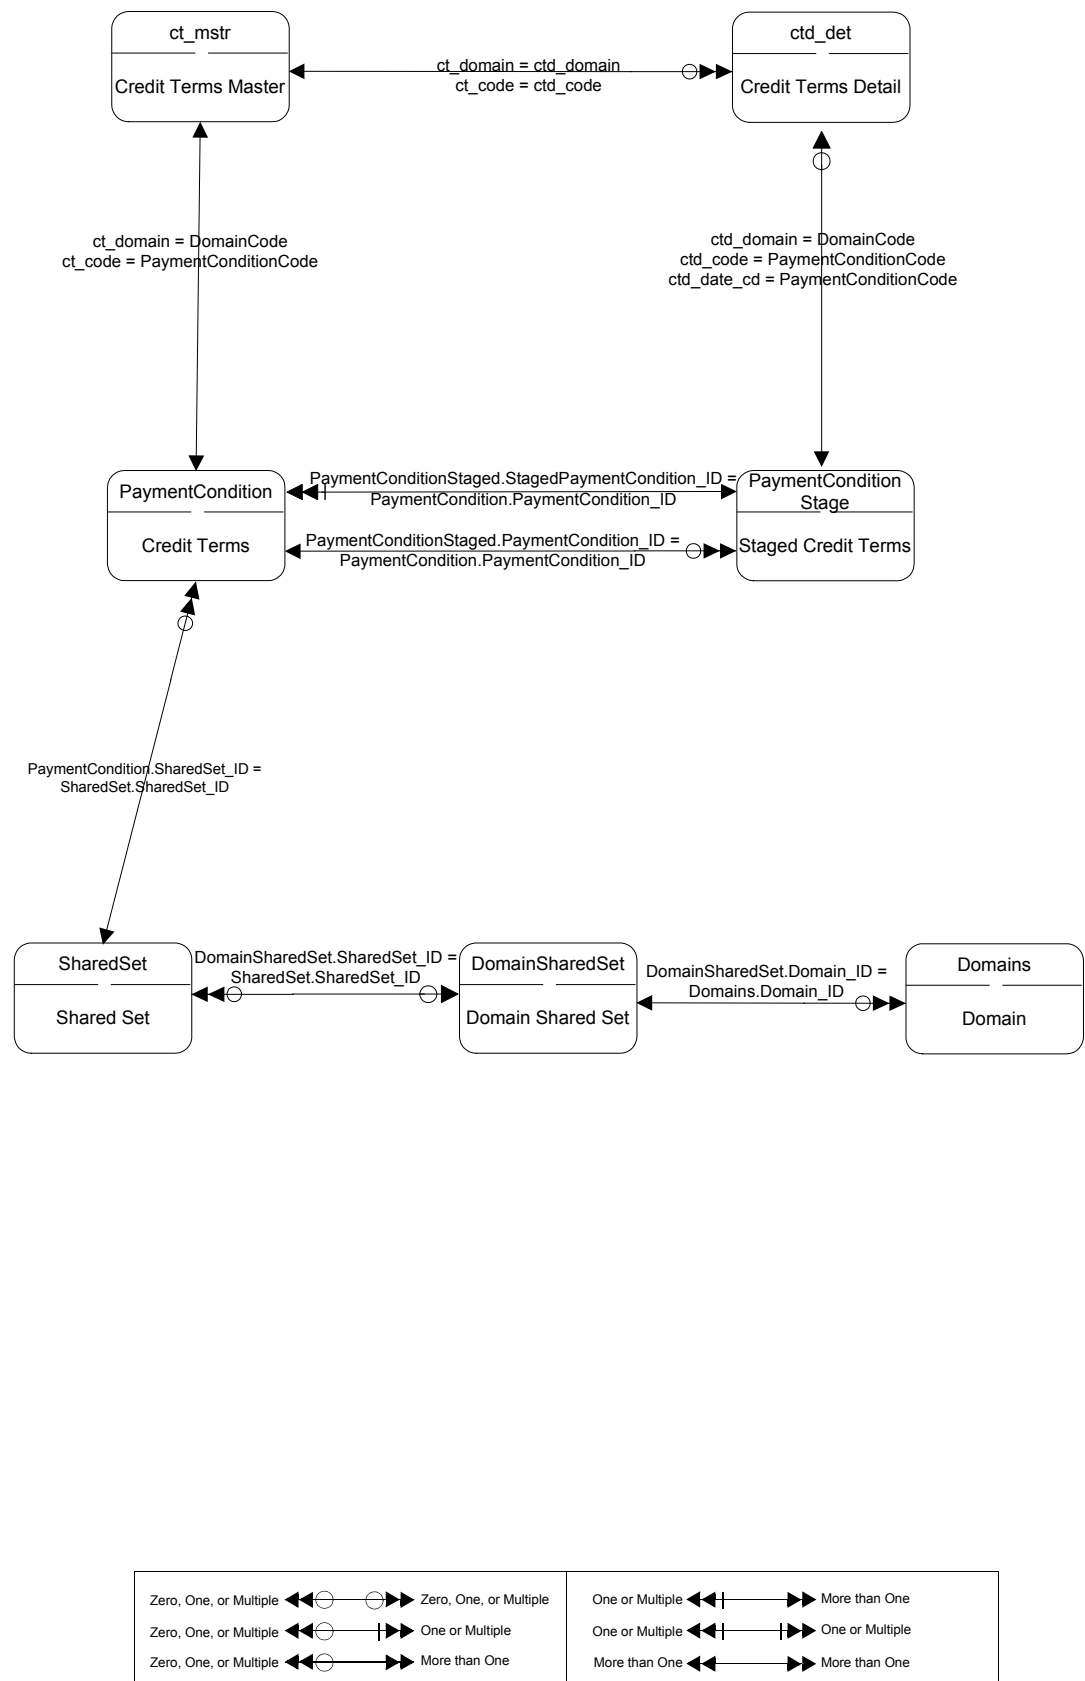 ct_mstr
Credit Terms Master
ct_domain = ctd_domain
ct_code = ctd_code
ctd_det
Credit Terms Detail
ct_domain = DomainCode
ct_code = PaymentConditionCode
ctd_domain = DomainCode
ctd_code = PaymentConditionCode
ctd_date_cd = PaymentConditionCode
PaymentCondition
Credit Terms
PaymentConditionStaged.StagedPaymentCondition_ID =
PaymentCondition.PaymentCondition_ID
PaymentConditionStaged.PaymentCondition_ID =
PaymentCondition.PaymentCondition_ID
PaymentCondition
Stage
Staged Credit Terms
PaymentCondition.SharedSet_ID =
SharedSet.SharedSet_ID
SharedSet
Shared Set
DomainSharedSet.SharedSet_ID =
SharedSet.SharedSet_ID
DomainSharedSet
Domain Shared Set
DomainSharedSet.Domain_ID =
Domains.Domain_ID
Domains
Domain
Zero, One, or Multiple Zero, One, or Multiple
Zero, One, or Multiple One or Multiple
Zero, One, or Multiple More than One
One or Multiple More than One
One or Multiple One or Multiple
More than One More than One